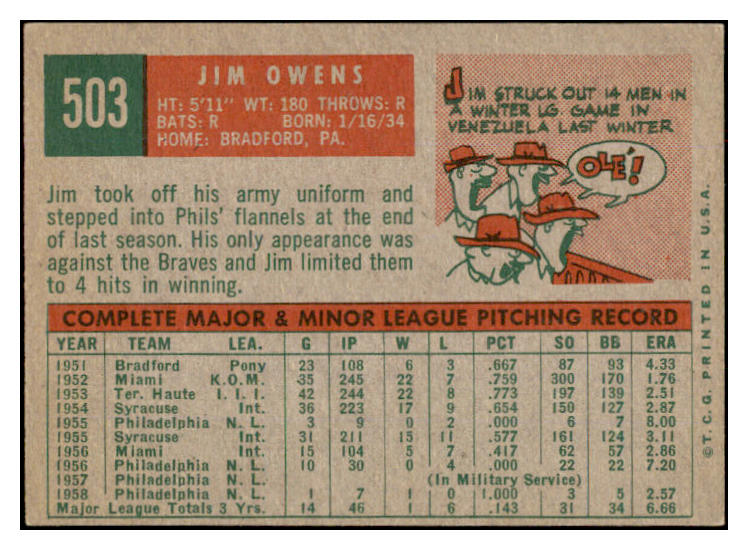 503
JIM OWENS
HT: 5'11" WT: 180 THROWS: R
BATS: R BORN: 1/16/34
HOME: BRADFORD, PA.
JIM STRUCK OUT 14 MEN IN
A WINTER LG. GAME IN
VENEZUELA LAST WINTER
OLÉ!
Jim took off his army uniform and
stepped into Phils' flannels at the end
of last season. His only appearance was
against the Braves and Jim limited them
to 4 hits in winning.
COMPLETE MAJOR & MINOR LEAGUE PITCHING RECORD
YEAR TEAM LEA. G IP W L PCT SO BB ERA
1951 Bradford Pony 23 108 6 3 .667 87 93 4.33
1952 Miami K.O.M. 35 245 22 7 .759 300 170 1.76
1953 Ter. Haute I. I. I. 42 244 22 8 .773 197 139 2.51
1954 Syracuse Int. 36 223 17 9 .654 150 127 2.87
1955 Philadelphia N. L. 3 9 0 2 .000 6 7 8.00
1955 Syracuse Int. 31 211 15 11 .577 161 124 3.11
1956 Miami Int. 15 104 5 7 .417 62 57 2.86
1956 Philadelphia N. L. 10 30 0 4 .000 22 22 7.20
1957 Philadelphia N. L. (In Military Service)
1958 Philadelphia N. L. 1 7 1 0 1.000 3 5 2.57
Major League Totals 3 Yrs. 14 46 1 6 .143 31 34 6.66
©T.C.G. PRINTED IN U.S.A.